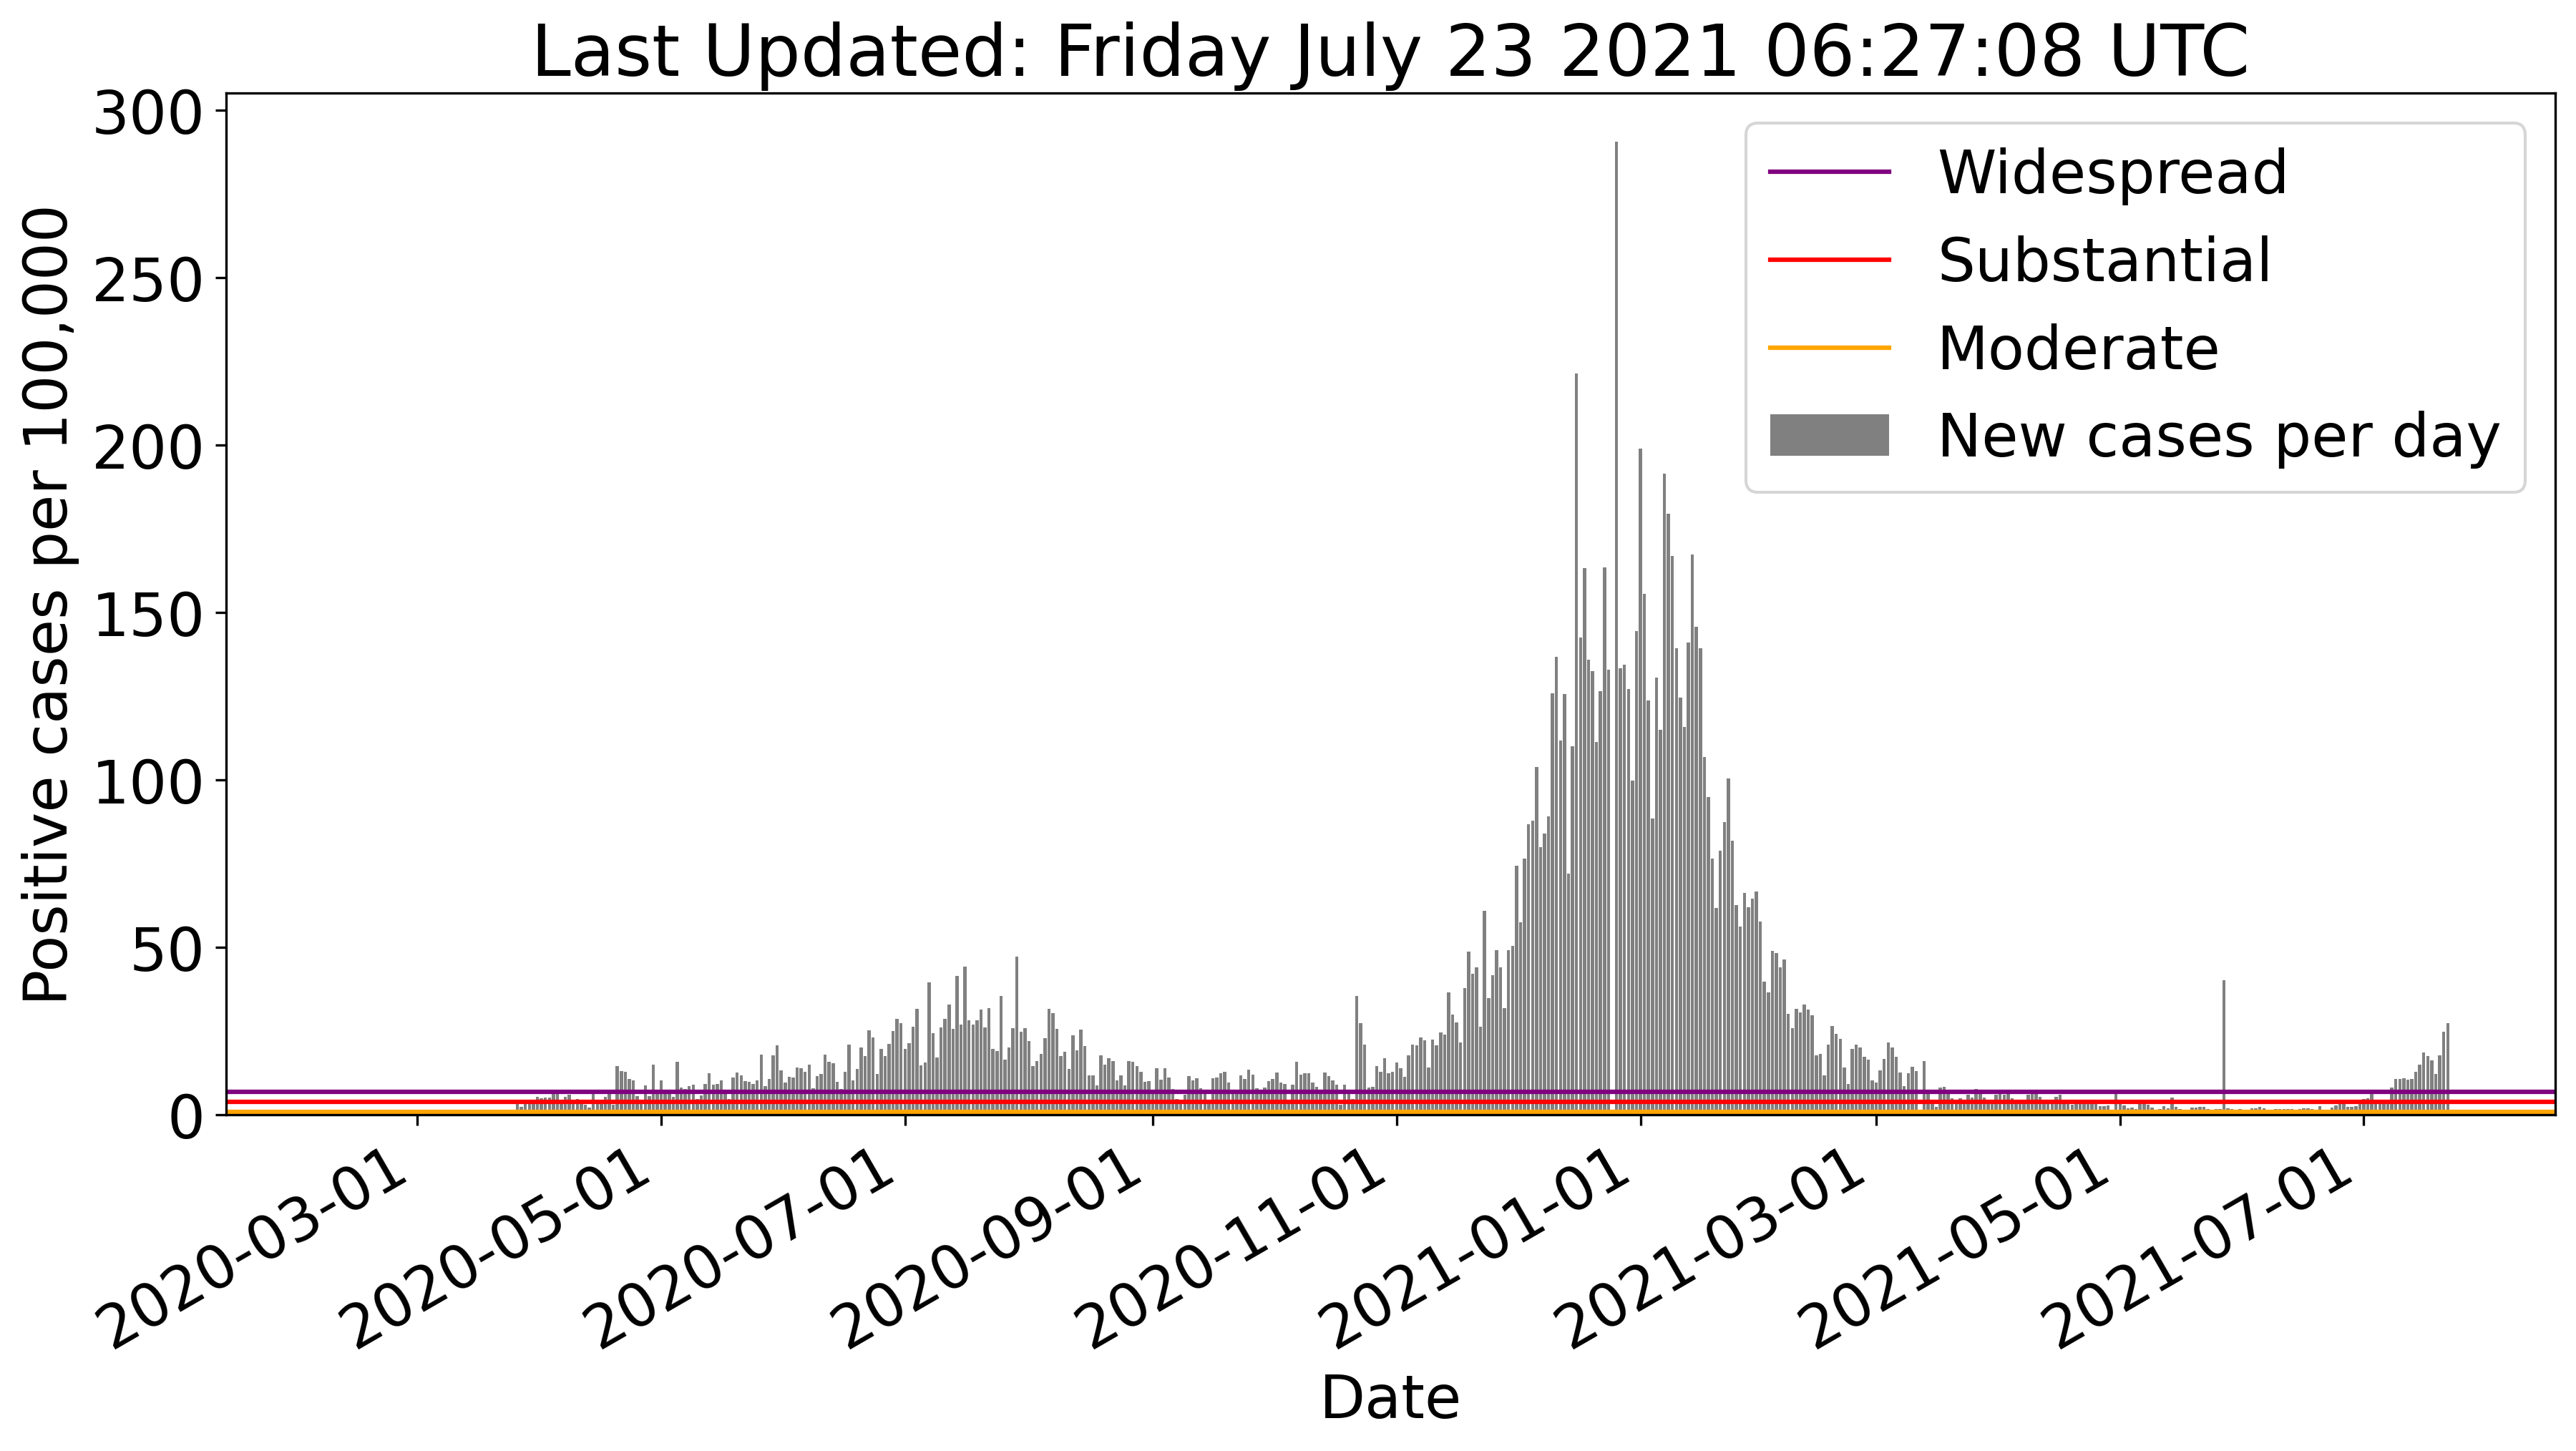 Last Updated: Friday July 23 2021 06:27:08 UTC
Positive cases per 100,000
300
250
200
150
100
50
0
Widespread
Substantial
Moderate
New cases per day
2020-03-01
2020-05-01
2020-07-01
2020-09-01
2020-11-01
2021-01-01
2021-03-01
2021-05-01
2021-07-01
Date